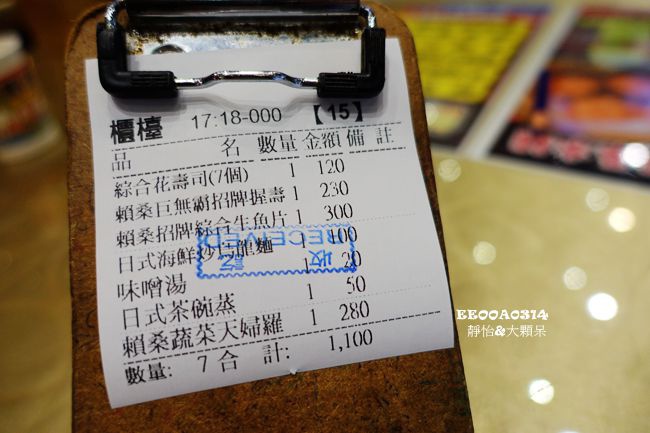 櫃檯 17:18-000 【15】
品 名 數量 金額 備 註
綜合花壽司(7個) 1 120
賴桑巨無霸招牌握壽 1 230
賴桑招牌綜合生魚片 1 300
日式海鮮炒烏龍麵 1 100
味噌湯 1 20
日式茶碗蒸 1 50
賴桑蔬菜天婦羅 1 280
數量: 7 合 計: 1,100
收訖
RECEIVED
EE00A0314
靜怡&大顆呆